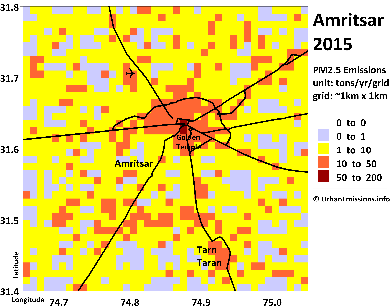 31.8
31.7
31.6
31.5
31.4
Latitude
Longitude
74.7
74.8
74.9
75.0
Golden
Temple
Amritsar
Tarn
Taran
Amritsar
2015
PM2.5 Emissions
unit: tons/yr/grid
grid: ~1km x 1km
0 to 0
0 to 1
1 to 10
10 to 50
50 to 200
© UrbanEmissions.info